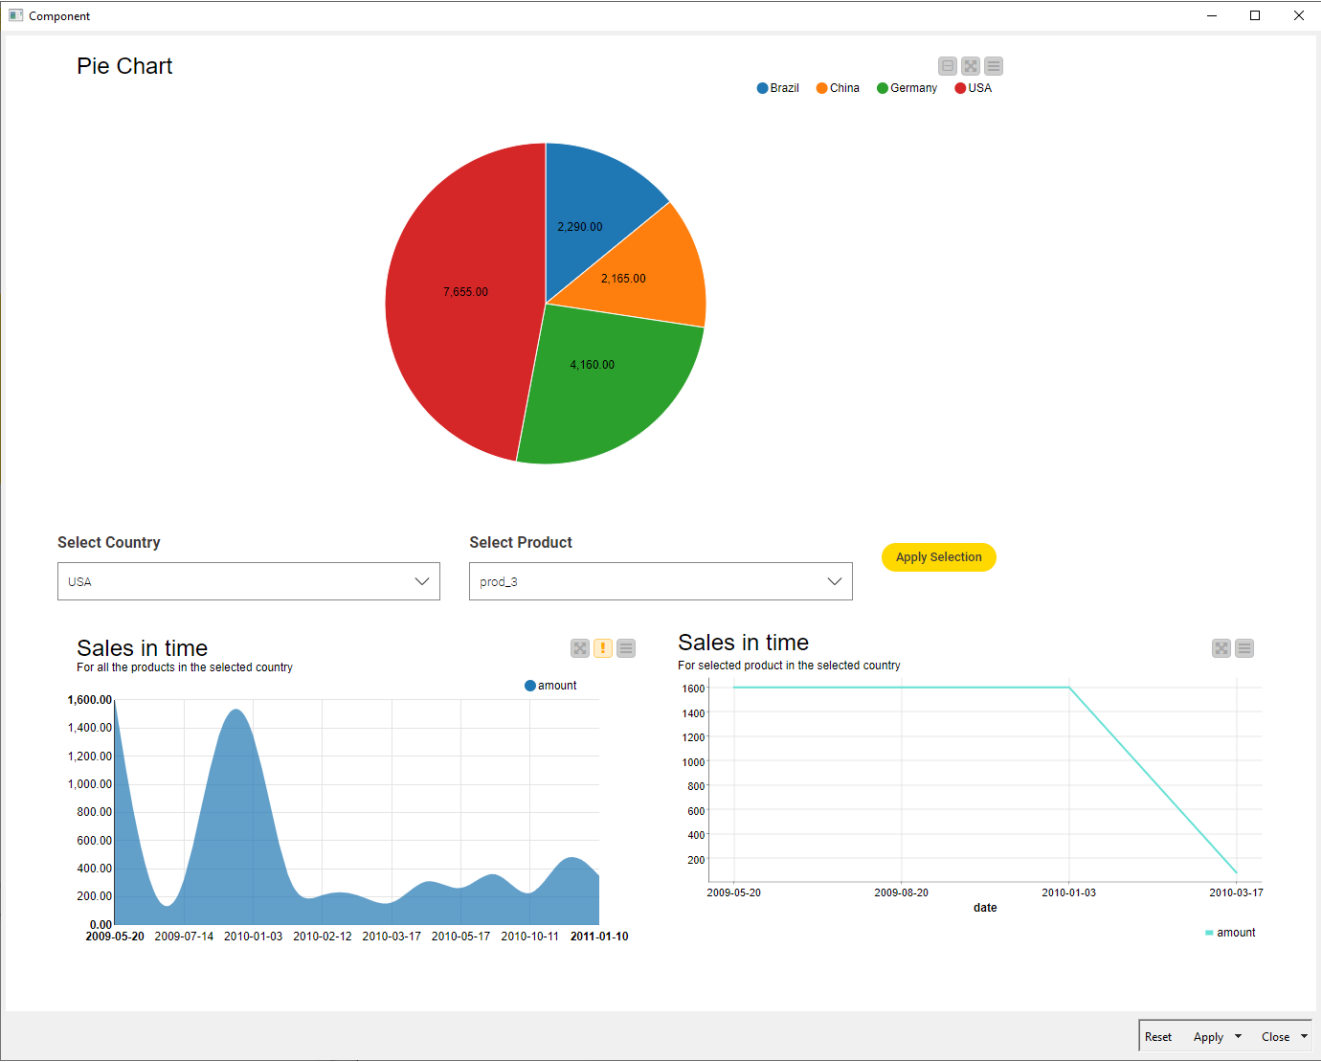 Component
Pie Chart
Brazil China Germany USA
2,290.00
2,165.00
7,655.00
4,160.00
Select Country
Select Product
Apply Selection
USA
prod_3
Sales in time
For all the products in the selected country
amount
1,600.00
1,400.00
1,200.00
1,000.00
800.00
600.00
400.00
200.00
0.00
2009-05-20 2009-07-14 2010-01-03 2010-02-12 2010-03-17 2010-05-17 2010-10-11 2011-01-10
Sales in time
For selected product in the selected country
1600
1400
1200
1000
800
600
400
200
2009-05-20 2009-08-20 2010-01-03 2010-03-17
date
amount
Reset Apply Close